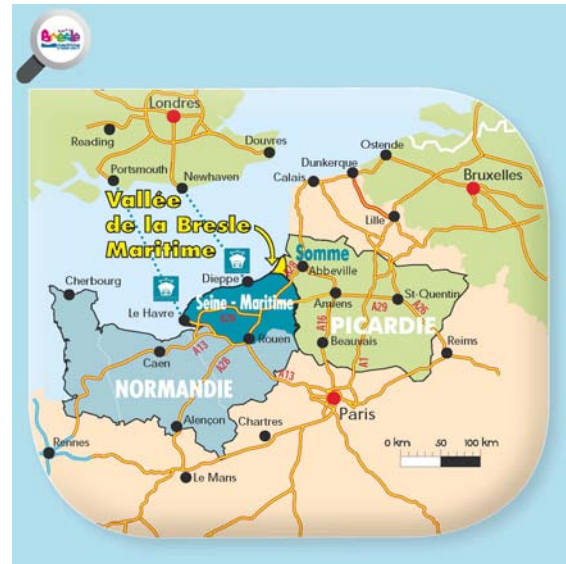 Bresle
Londres
Reading
Douvres
Ostende
Portsmouth
Newhaven
Dunkerque
Calais
Bruxelles
Lille
Vallée
de la Bresle
Maritime
Somme
A28
Abbeville
Dieppe
Cherbourg
Seine - Maritime
Le Havre
A29
Amiens
A29
St-Quentin
A26
A16
PICARDIE
Rouen
Beauvais
A1
Reims
Caen
A13
A28
A13
NORMANDIE
Paris
Alençon
Chartres
Rennes
Le Mans
0 km 50 100 km